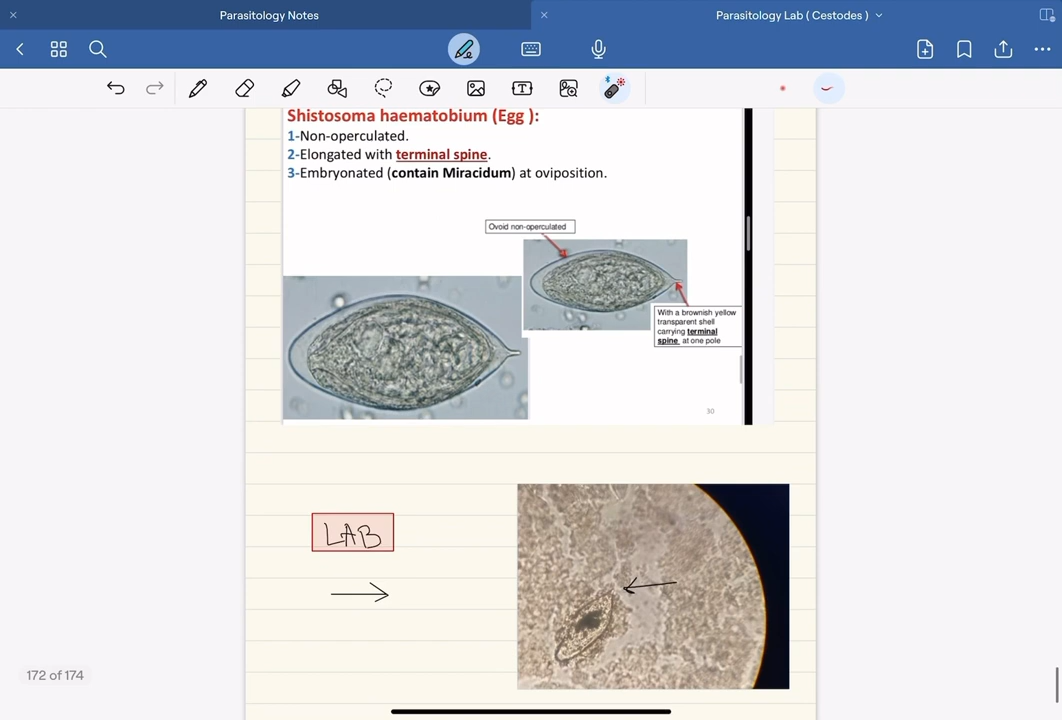 Parasitology Notes
Parasitology Lab ( Cestodes )
Shistosoma haematobium (Egg ):
1-Non-operculated.
2-Elongated with terminal spine.
3-Embryonated (contain Miracidum) at oviposition.
Ovoid non-operculated
With a brownish yellow
transparent shell
carrying terminal
spine at one pole
30
LAB
172 of 174